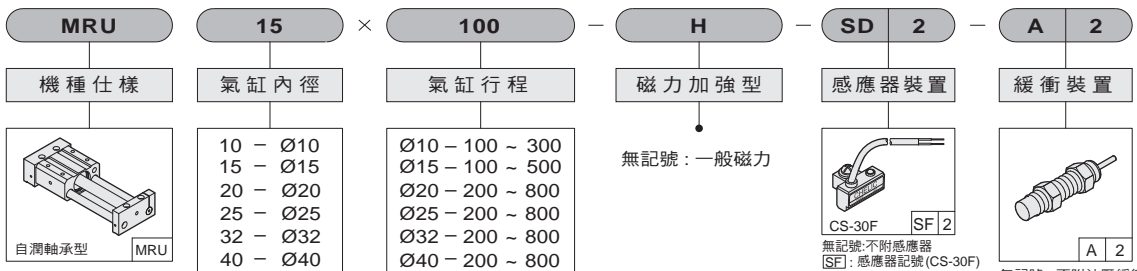 MRU 15 × 100 － H － SD 2 － A 2
機種仕樣 氣缸內徑 氣缸行程 磁力加強型 感應器裝置 緩衝裝置
自潤軸承型 MRU
10 － Ø10
15 － Ø15
20 － Ø20
25 － Ø25
32 － Ø32
40 － Ø40
Ø10－100 ~ 300
Ø15－100 ~ 500
Ø20－200 ~ 800
Ø25－200 ~ 800
Ø32－200 ~ 800
Ø40－200 ~ 800
無記號 : 一般磁力
CS-30F SF 2
無記號:不附感應器
SF : 感應器記號(CS-30F)
A 2